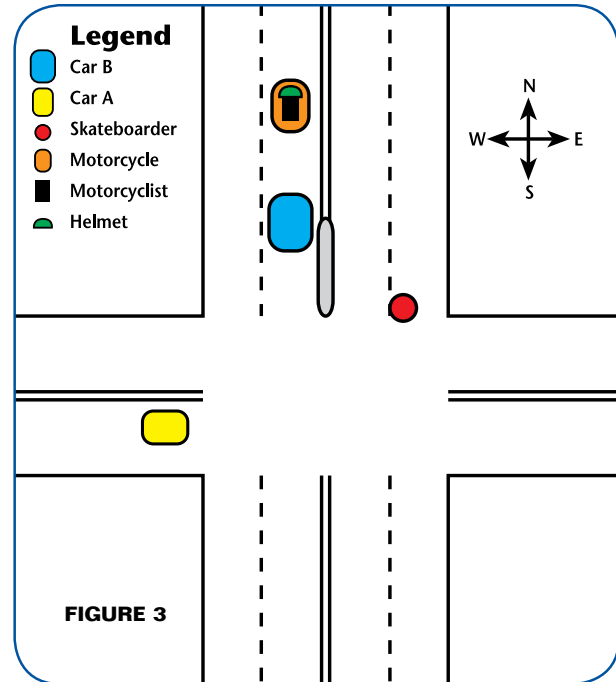 Legend
Car B
Car A
Skateboarder
Motorcycle
Motorcyclist
Helmet
N
W E
S
FIGURE 3